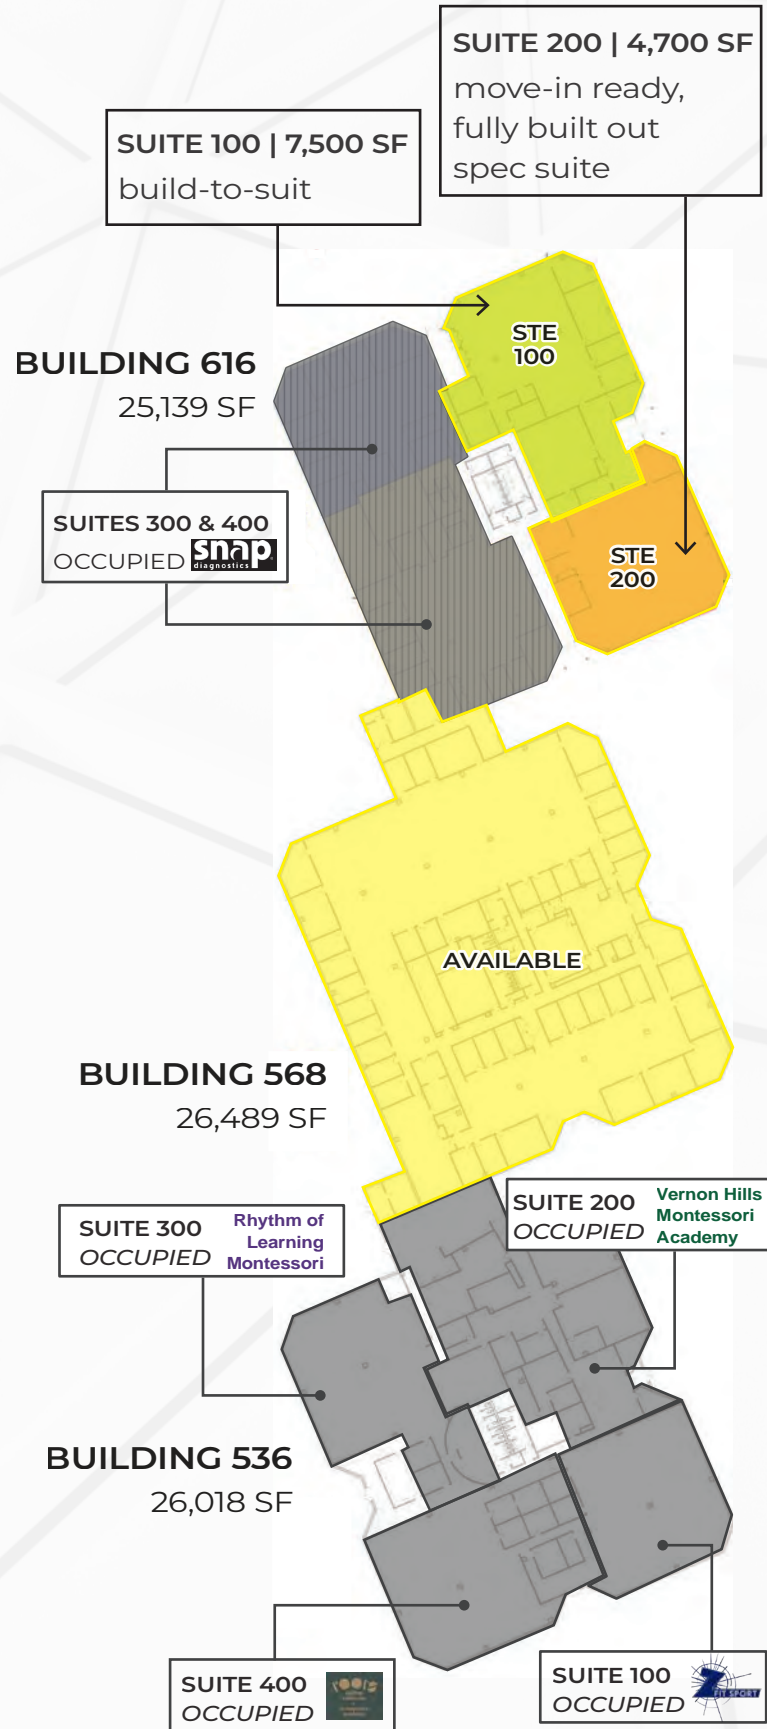 SUITE 200 | 4,700 SF
move-in ready,
fully built out
spec suite
SUITE 100 | 7,500 SF
build-to-suit
STE
100
BUILDING 616
25,139 SF
SUITES 300 & 400
OCCUPIED snap
diagnostics
STE
200
AVAILABLE
BUILDING 568
26,489 SF
SUITE 300
OCCUPIED
Rhythm of
Learning
Montessori
SUITE 200
OCCUPIED
Vernon Hills
Montessori
Academy
BUILDING 536
26,018 SF
SUITE 400
OCCUPIED
roots
SUITE 100
OCCUPIED
Z
FIT SPORT